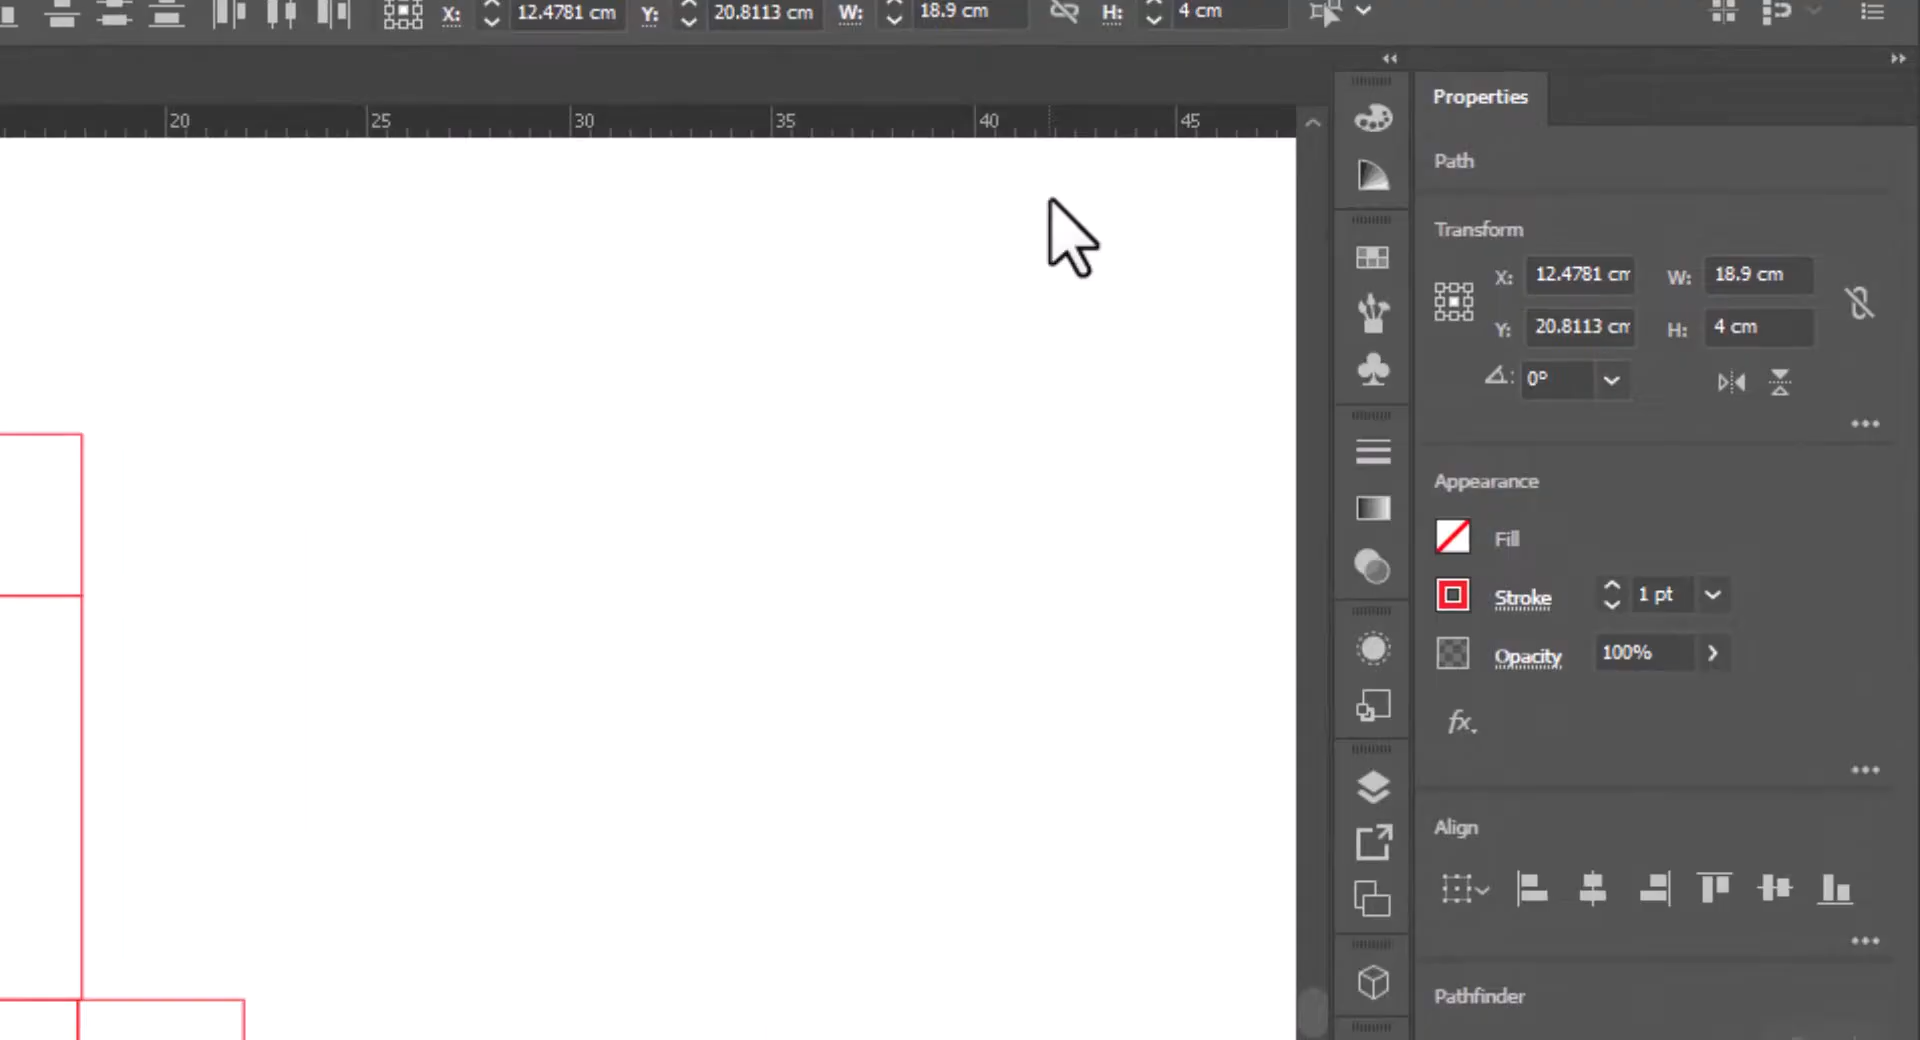 X: 12.4781 cm Y: 20.8113 cm W: 18.9 cm H: 4 cm
20 25 30 35 40 45
Properties
Path
Transform
X: 12.4781 cm W: 18.9 cm
Y: 20.8113 cm H: 4 cm
0°
Appearance
Fill
Stroke 1 pt
Opacity 100%
fx.
Align
Pathfinder